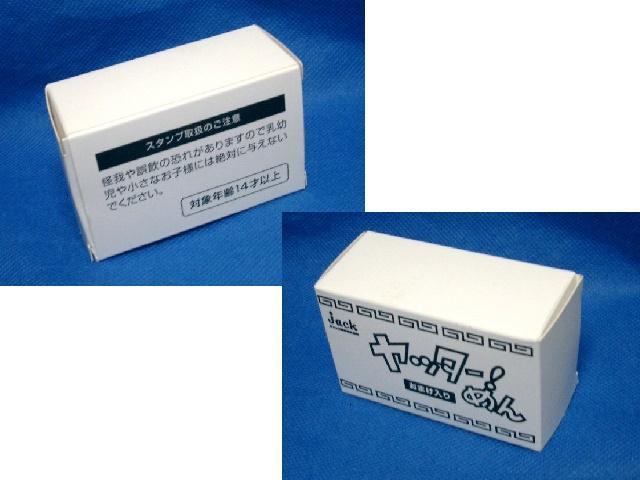 スタンプ取扱のご注意
怪我や誤飲の恐れがありますので乳幼
児や小さなお子様には絶対に与えない
でください。
対象年齢14才以上
jack
ヤッター!
おまけ入り
めん